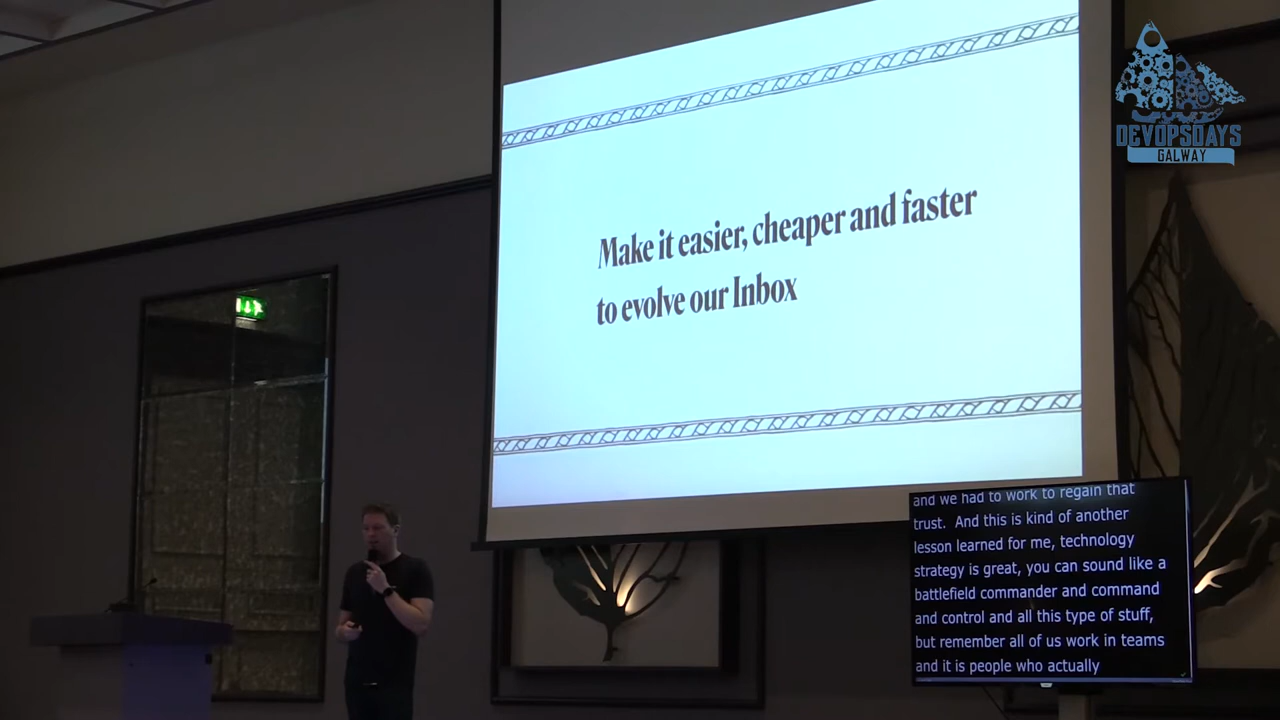 Make it easier, cheaper and faster
to evolve our Inbox
DEVOPSDAYS
GALWAY
and we had to work to regain that
trust.  And this is kind of another
lesson learned for me, technology
strategy is great, you can sound like a
battlefield commander and command
and control and all this type of stuff,
but remember all of us work in teams
and it is people who actually